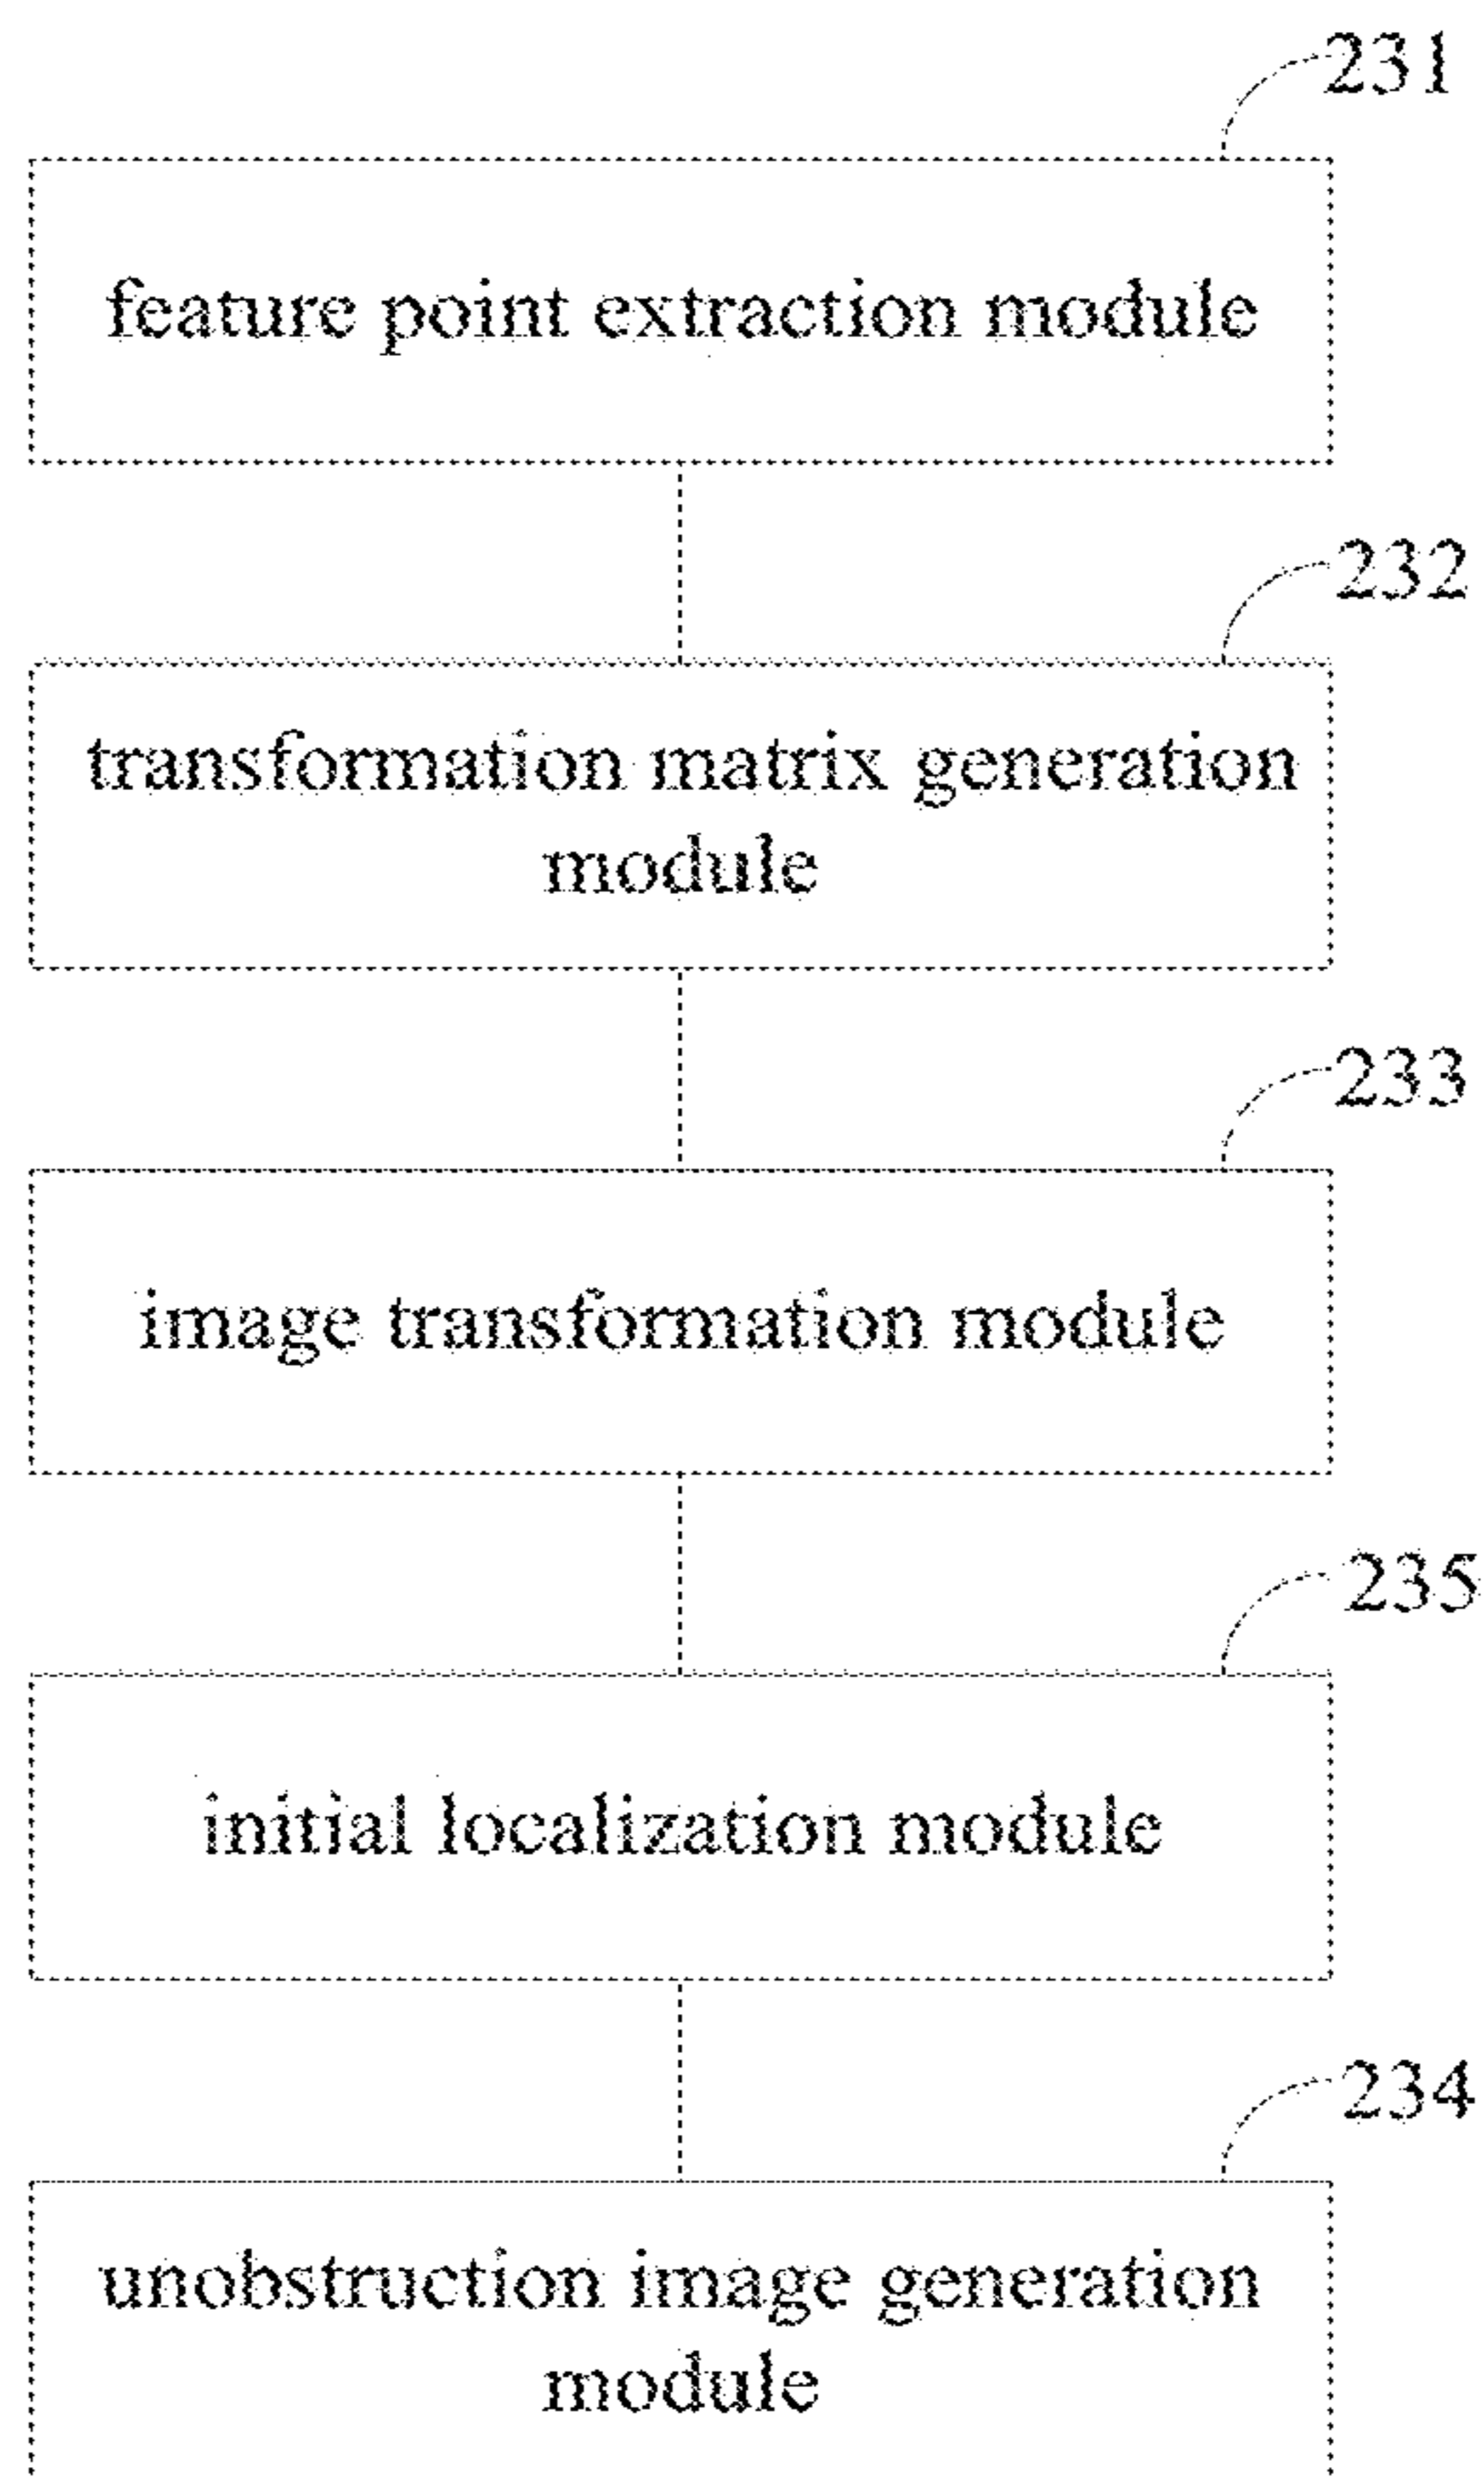 231
feature point extraction module
232
transformation matrix generation
module
233
image transformation module
235
initial localization module
234
unobstruction image generation
module